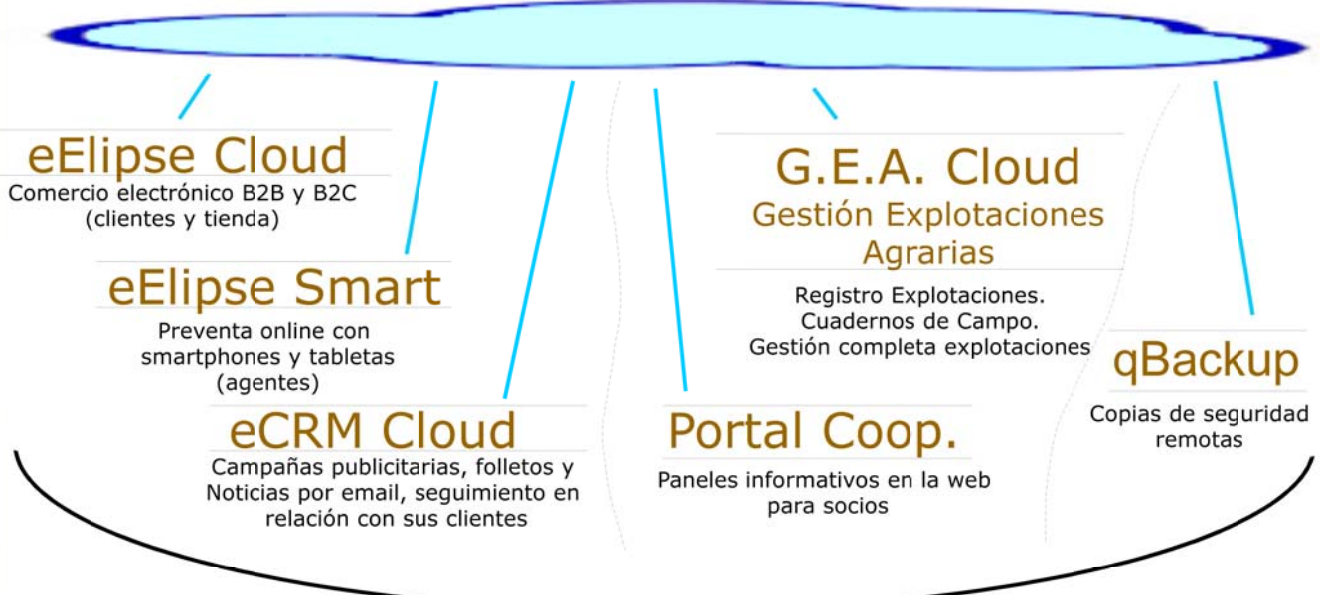 eElipse Cloud
Comercio electrónico B2B y B2C
(clientes y tienda)
eElipse Smart
Preventa online con
smartphones y tabletas
(agentes)
eCRM Cloud
Campañas publicitarias, folletos y
Noticias por email, seguimiento en
relación con sus clientes
G.E.A. Cloud
Gestión Explotaciones
Agrarias
Registro Explotaciones.
Cuadernos de Campo.
Gestión completa explotaciones
Portal Coop.
Paneles informativos en la web
para socios
qBackup
Copias de seguridad
remotas